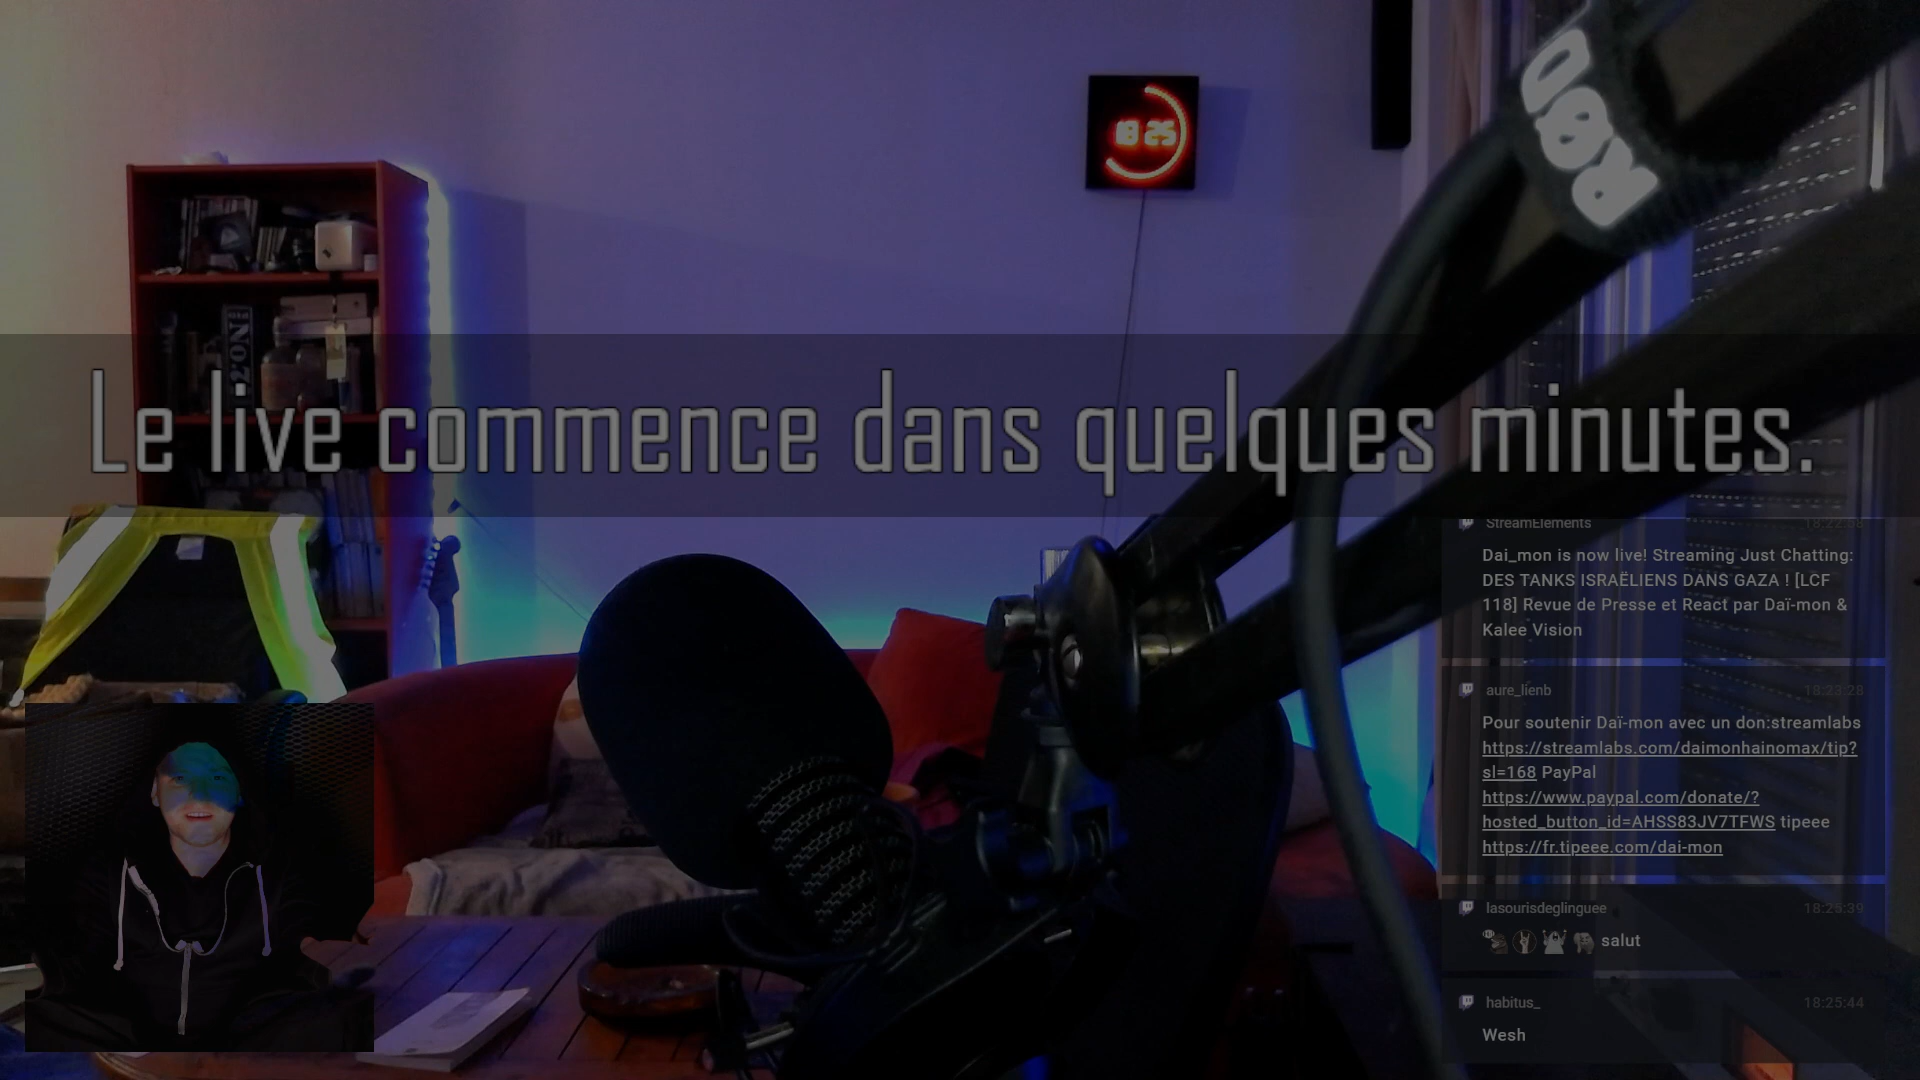 18 25
RØDE
Le live commence dans quelques minutes.
StreamElements 18:22:58
Dai_mon is now live! Streaming Just Chatting:
DES TANKS ISRAËLIENS DANS GAZA ! [LCF
118] Revue de Presse et React par Daï-mon &
Kalee Vision
aure_lienb 18:23:28
Pour soutenir Daï-mon avec un don:streamlabs
https://streamlabs.com/daimonhainomax/tip?
sl=168 PayPal
https://www.paypal.com/donate/?
hosted_button_id=AHSS83JV7TFWS tipeee
https://fr.tipeee.com/dai-mon
lasourisdeglinguee 18:25:39
salut
habitus_ 18:25:44
Wesh